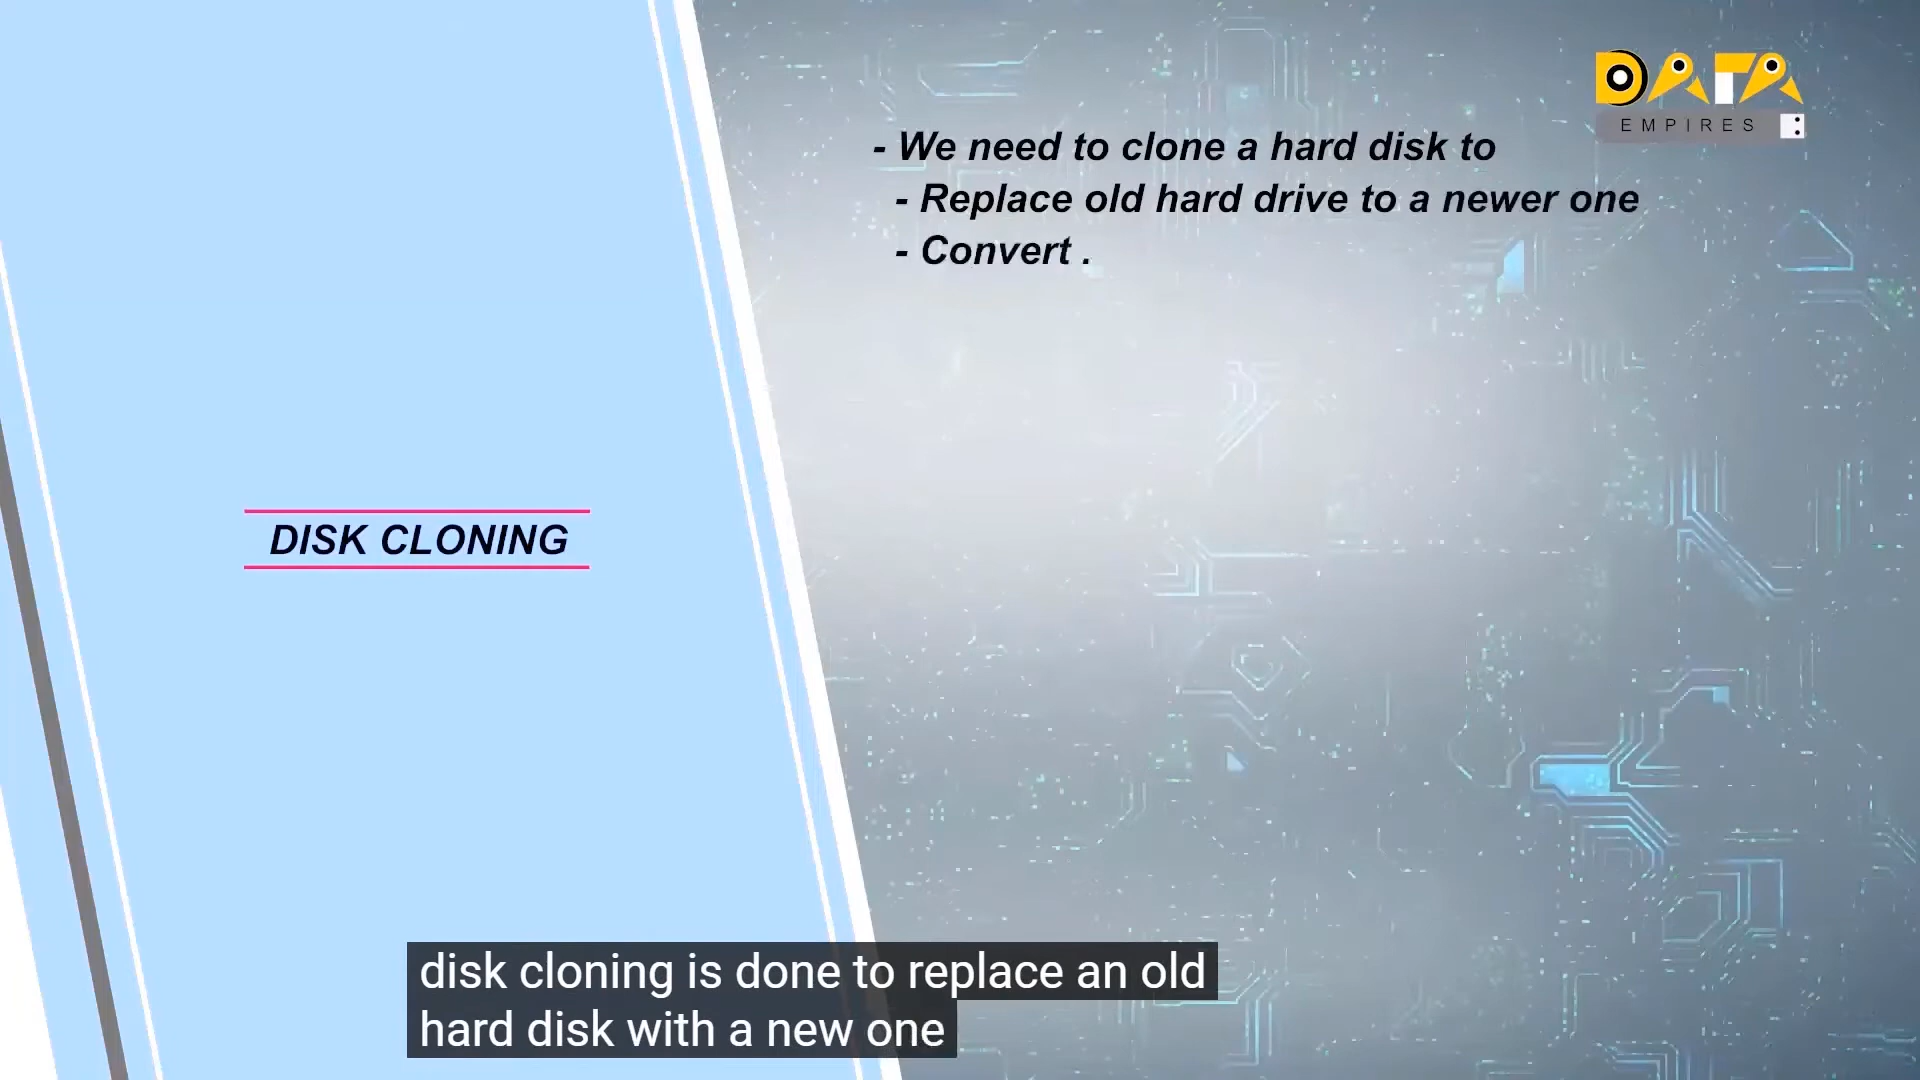 DATA
EMPIRES
- We need to clone a hard disk to
- Replace old hard drive to a newer one
- Convert .
DISK CLONING
disk cloning is done to replace an old
hard disk with a new one